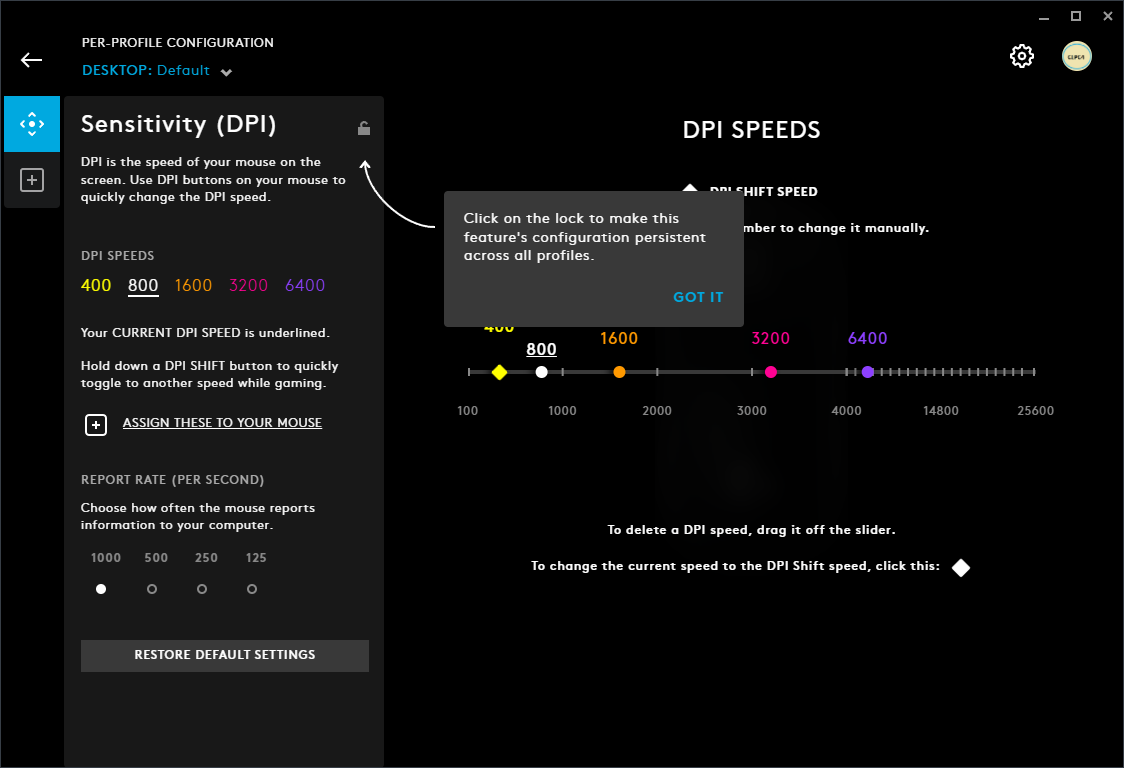 PER-PROFILE CONFIGURATION
DESKTOP: Default
Sensitivity (DPI)
DPI is the speed of your mouse on the
screen. Use DPI buttons on your mouse to
quickly change the DPI speed.
DPI SPEEDS
400 800 1600 3200 6400
Your CURRENT DPI SPEED is underlined.
Hold down a DPI SHIFT button to quickly
toggle to another speed while gaming.
ASSIGN THESE TO YOUR MOUSE
REPORT RATE (PER SECOND)
Choose how often the mouse reports
information to your computer.
1000 500 250 125
RESTORE DEFAULT SETTINGS
DPI SPEEDS
DPI SHIFT SPEED
Click on the lock to make this
feature's configuration persistent
across all profiles.
GOT IT
to change it manually.
400 800 1600 3200 6400
100 1000 2000 3000 4000 14800 25600
To delete a DPI speed, drag it off the slider.
To change the current speed to the DPI Shift speed, click this: